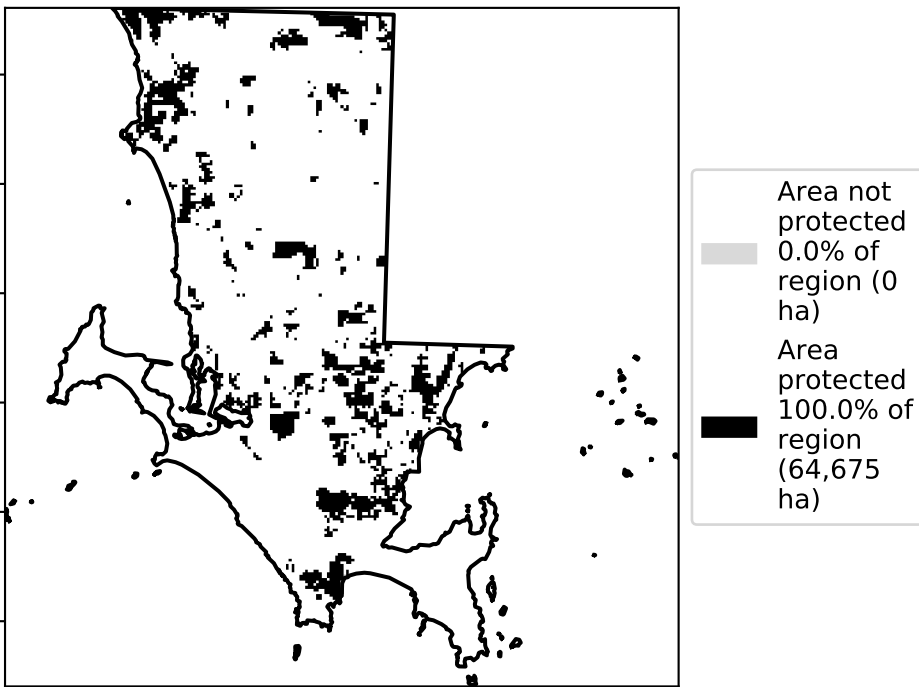 Area not
protected
0.0% of
region (0
ha)
Area
protected
100.0% of
region
(64,675
ha)